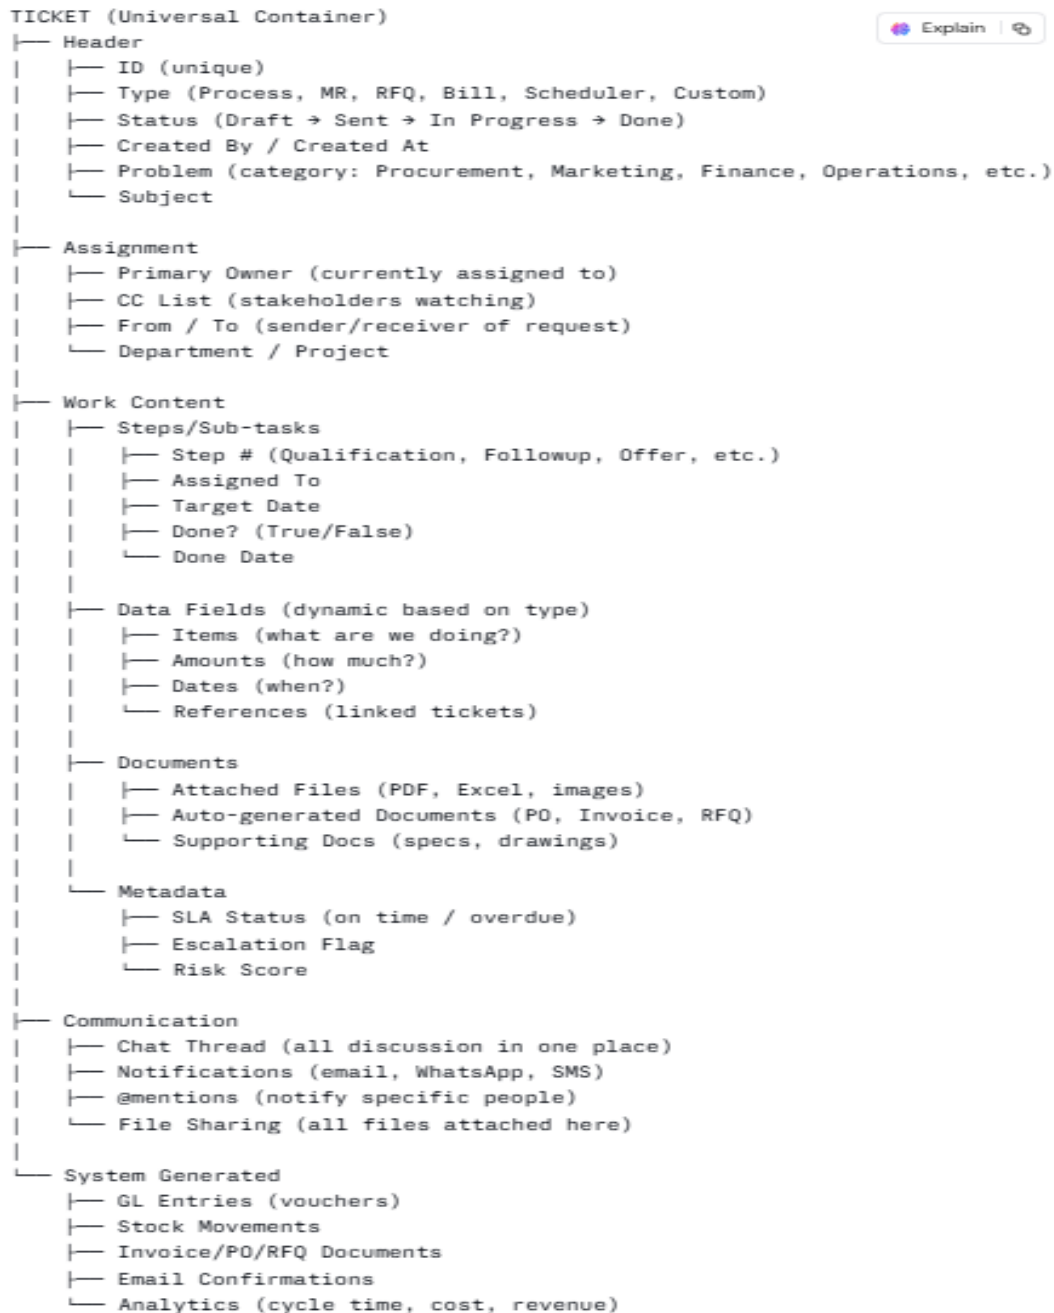 TICKET (Universal Container)
Explain
├── Header
│   ├── ID (unique)
│   ├── Type (Process, MR, RFQ, Bill, Scheduler, Custom)
│   ├── Status (Draft → Sent → In Progress → Done)
│   ├── Created By / Created At
│   ├── Problem (category: Procurement, Marketing, Finance, Operations, etc.)
│   └── Subject
│
├── Assignment
│   ├── Primary Owner (currently assigned to)
│   ├── CC List (stakeholders watching)
│   ├── From / To (sender/receiver of request)
│   └── Department / Project
│
├── Work Content
│   ├── Steps/Sub-tasks
│   │   ├── Step # (Qualification, Followup, Offer, etc.)
│   │   ├── Assigned To
│   │   ├── Target Date
│   │   ├── Done? (True/False)
│   │   └── Done Date
│   │
│   ├── Data Fields (dynamic based on type)
│   │   ├── Items (what are we doing?)
│   │   ├── Amounts (how much?)
│   │   ├── Dates (when?)
│   │   └── References (linked tickets)
│   │
│   ├── Documents
│   │   ├── Attached Files (PDF, Excel, images)
│   │   ├── Auto-generated Documents (PO, Invoice, RFQ)
│   │   └── Supporting Docs (specs, drawings)
│   │
│   └── Metadata
│       ├── SLA Status (on time / overdue)
│       ├── Escalation Flag
│       └── Risk Score
│
├── Communication
│   ├── Chat Thread (all discussion in one place)
│   ├── Notifications (email, WhatsApp, SMS)
│   ├── @mentions (notify specific people)
│   └── File Sharing (all files attached here)
│
└── System Generated
    ├── GL Entries (vouchers)
    ├── Stock Movements
    ├── Invoice/PO/RFQ Documents
    ├── Email Confirmations
    └── Analytics (cycle time, cost, revenue)